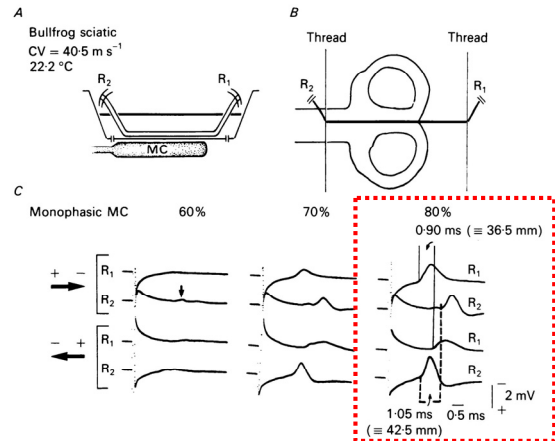 A
Bullfrog sciatic
CV = 40·5 m s⁻¹
22.2 °C
R₂
R₁
MC
B
Thread
Thread
R₂
R₁
C
Monophasic MC 60% 70% 80%
0·90 ms (≡ 36·5 mm)
+ − R₁ R₁
R₂ R₂
− + R₁ R₁
R₂ R₂
− 2 mV +
1·05 ms 0·5 ms
(≡ 42·5 mm)